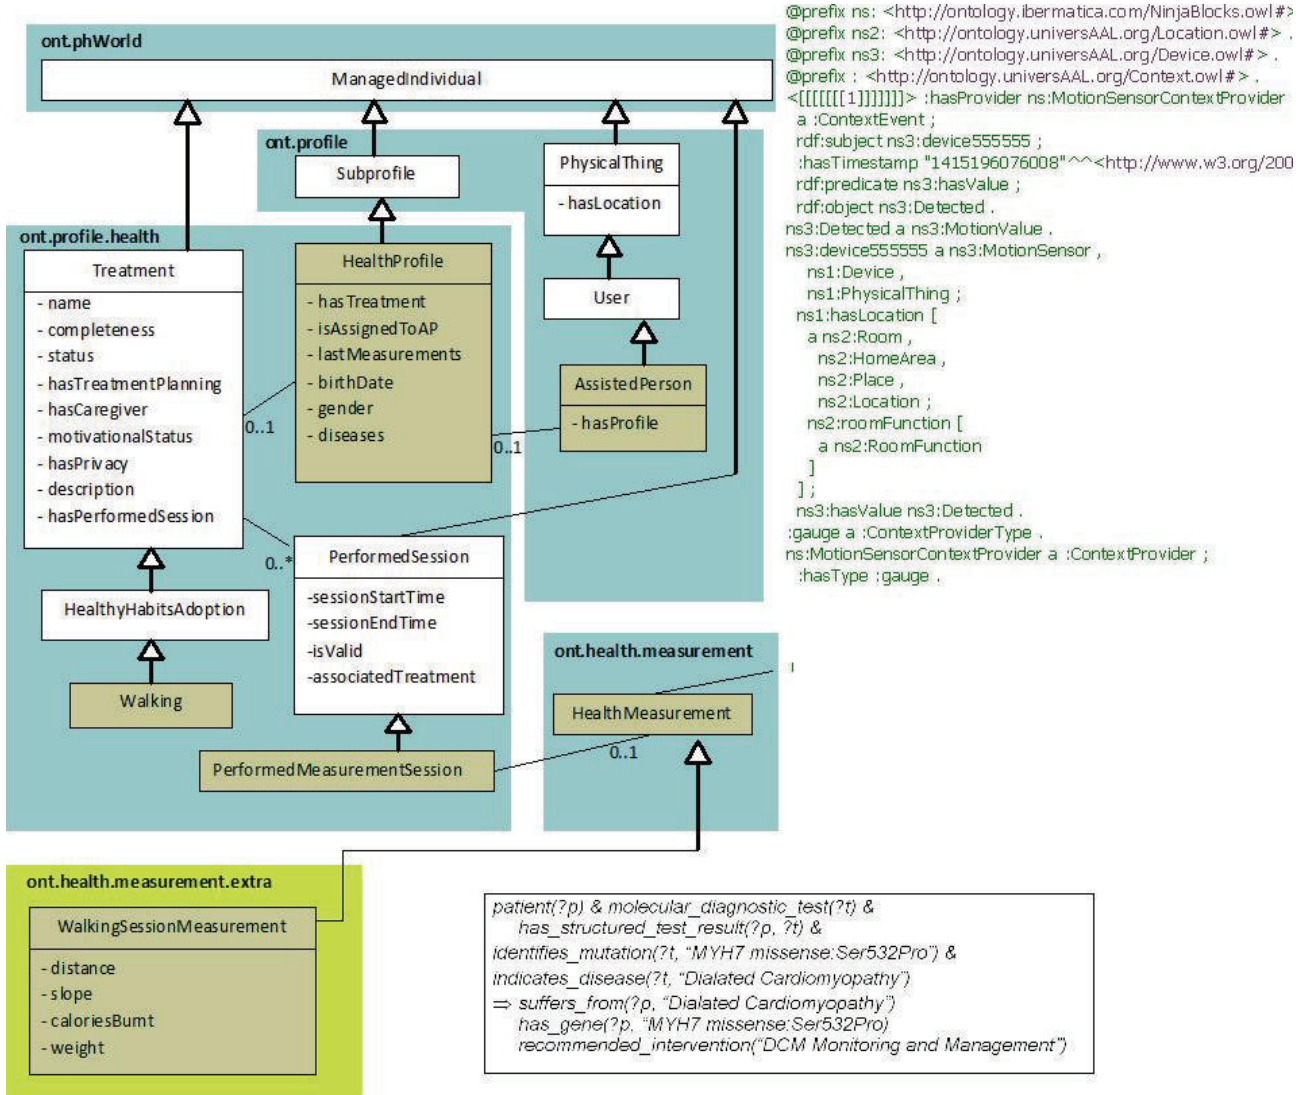 ont.phWorld
ManagedIndividual
ont.profile
Subprofile
PhysicalThing
- hasLocation
ont.profile.health
Treatment
- name
- completeness
- status
- hasTreatmentPlanning
- hasCaregiver
- motivationalStatus
- hasPrivacy
- description
- hasPerformedSession
HealthProfile
- hasTreatment
- isAssignedToAP
- lastMeasurements
- birthDate
- gender
- diseases
User
AssistedPerson
- hasProfile
0..1
0..1
0..*
PerformedSession
-sessionStartTime
-sessionEndTime
-isValid
-associatedTreatment
HealthyHabitsAdoption
Walking
PerformedMeasurementSession
ont.health.measurement
HealthMeasurement
0..1
ont.health.measurement.extra
WalkingSessionMeasurement
- distance
- slope
- caloriesBurnt
- weight
@prefix ns: <http://ontology.ibermatica.com/NinjaBlocks.owl#>
@prefix ns2: <http://ontology.universAAL.org/Location.owl#> .
@prefix ns3: <http://ontology.universAAL.org/Device.owl#> .
@prefix : <http://ontology.universAAL.org/Context.owl#> .
<[[[[[[[1]]]]]]]> :hasProvider ns:MotionSensorContextProvider
a :ContextEvent ;
rdf:subject ns3:device555555 ;
:hasTimestamp "1415196076008"^^<http://www.w3.org/200
rdf:predicate ns3:hasValue ;
rdf:object ns3:Detected .
ns3:Detected a ns3:MotionValue .
ns3:device555555 a ns3:MotionSensor ,
ns1:Device ,
ns1:PhysicalThing ;
ns1:hasLocation [
a ns2:Room ,
ns2:HomeArea ,
ns2:Place ,
ns2:Location ;
ns2:roomFunction [
a ns2:RoomFunction
]
] ;
ns3:hasValue ns3:Detected .
:gauge a :ContextProviderType .
ns:MotionSensorContextProvider a :ContextProvider ;
:hasType :gauge .
patient(?p) & molecular_diagnostic_test(?t) &
has_structured_test_result(?p, ?t) &
identifies_mutation(?t, "MYH7 missense:Ser532Pro") &
indicates_disease(?t, "Dialated Cardiomyopathy")
⇒ suffers_from(?p, "Dialated Cardiomyopathy")
has_gene(?p, "MYH7 missense:Ser532Pro)
recommended_intervention("DCM Monitoring and Management")